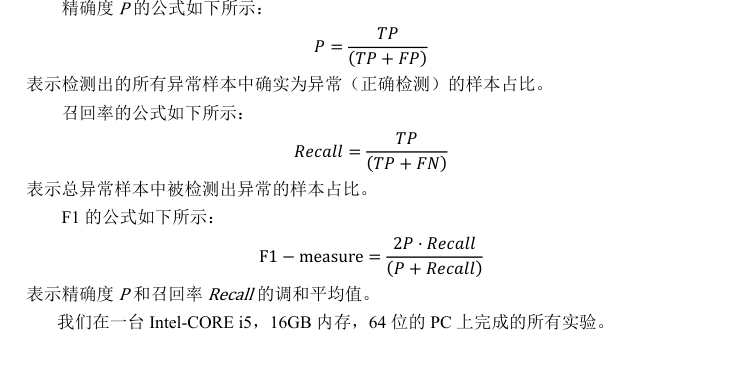 精确度 P 的公式如下所示：
P = TP / (TP + FP)
表示检测出的所有异常样本中确实为异常（正确检测）的样本占比。
召回率的公式如下所示：
Recall = TP / (TP + FN)
表示总异常样本中被检测出异常的样本占比。
F1 的公式如下所示：
F1 − measure = 2P · Recall / (P + Recall)
表示精确度 P 和召回率 Recall 的调和平均值。
我们在一台 Intel-CORE i5，16GB 内存，64 位的 PC 上完成的所有实验。